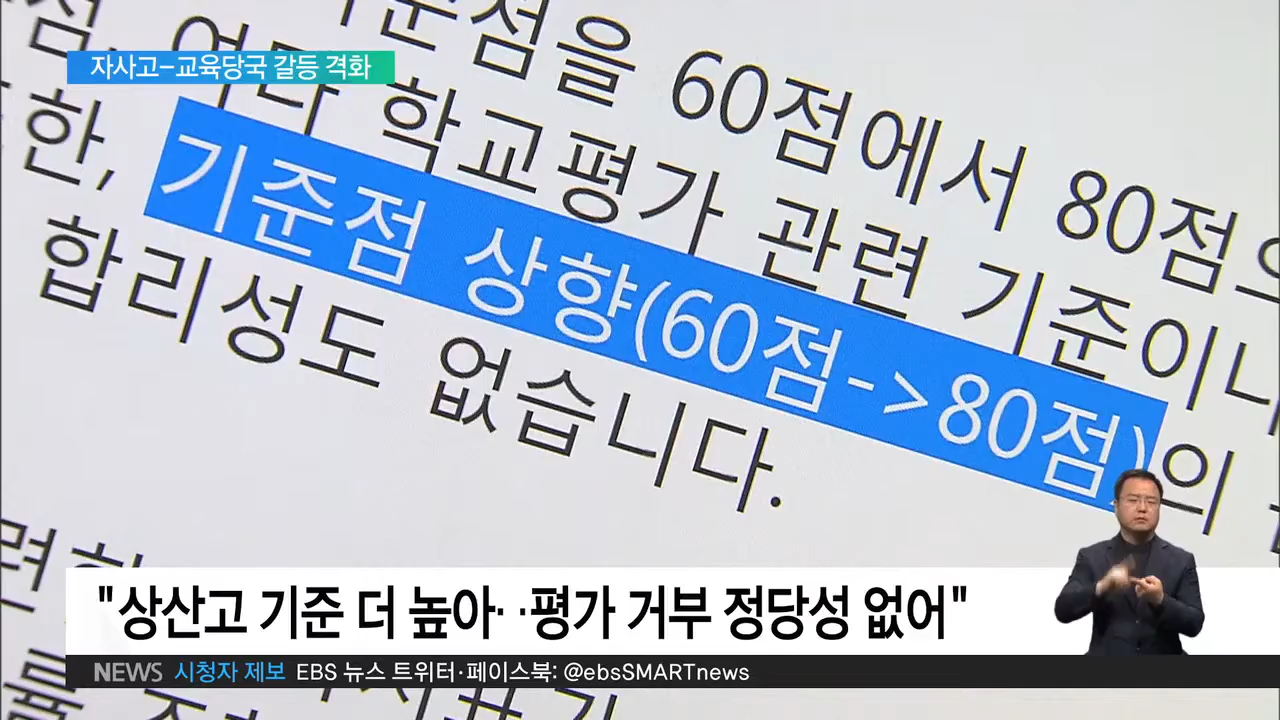 기준점을 60점에서 80점으
자사고-교육당국 갈등 격화
점, 여타 학교평가 관련 기준이나
한, 기준점 상향(60점->80점)의
합리성도 없습니다.
"상산고 기준 더 높아‥평가 거부 정당성 없어"
NEWS 시청자 제보 EBS 뉴스 트위터·페이스북: @ebsSMARTnews